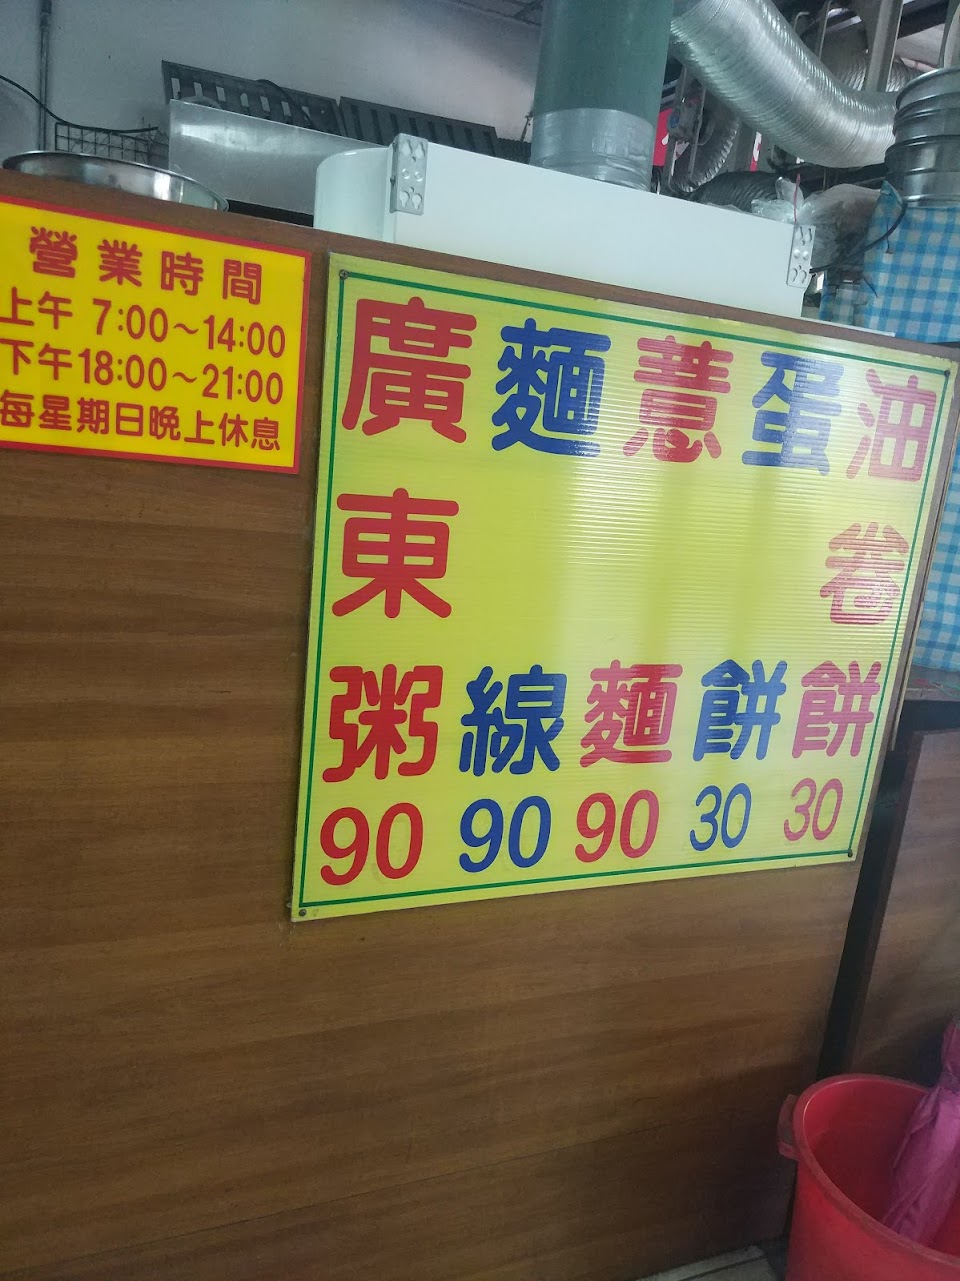 營業時間
上午 7:00~14:00
下午18:00~21:00
每星期日晚上休息
廣東粥 90
麵線 90
薏麵 90
蛋餅 30
油卷餅 30